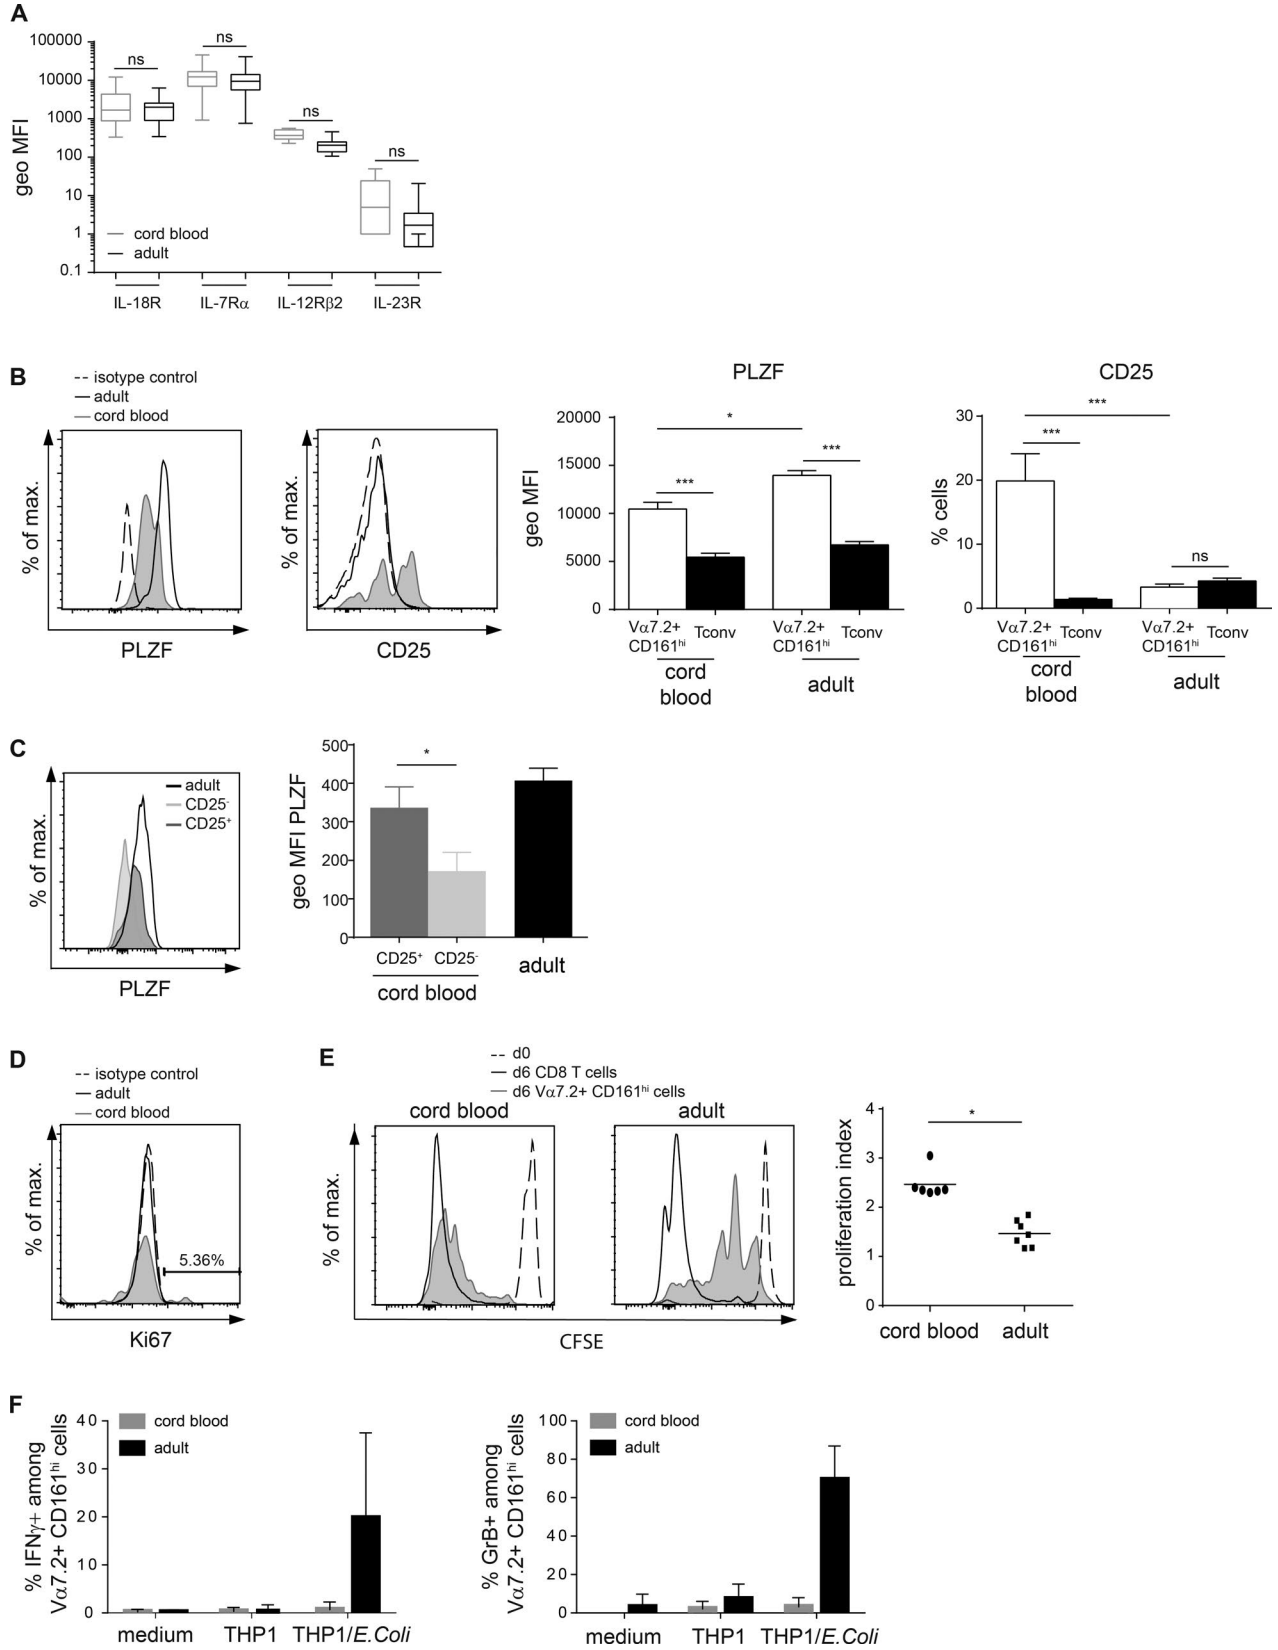 A
100000
10000
1000
100
10
1
0.1
geo MFI
ns
ns
ns
ns
cord blood
adult
IL-18R
IL-7Rα
IL-12Rβ2
IL-23R
B
isotype control
adult
cord blood
% of max.
PLZF
% of max.
CD25
PLZF
20000
15000
10000
5000
0
geo MFI
*
***
***
Vα7.2+
CD161hi
Tconv
Vα7.2+
CD161hi
Tconv
cord
blood
adult
CD25
30
20
10
0
% cells
***
***
ns
Vα7.2+
CD161hi
Tconv
Vα7.2+
CD161hi
Tconv
cord
blood
adult
C
adult
CD25-
CD25+
% of max.
PLZF
500
400
300
200
100
0
geo MFI PLZF
*
CD25+
CD25-
cord blood
adult
D
isotype control
adult
cord blood
% of max.
5.36%
Ki67
E
d0
d6 CD8 T cells
d6 Vα7.2+ CD161hi cells
cord blood
adult
% of max.
CFSE
4
3
2
1
0
proliferation index
*
cord blood
adult
F
40
30
20
10
0
% IFNγ+ among
Vα7.2+ CD161hi cells
cord blood
adult
medium
THP1
THP1/E.Coli
100
80
60
40
20
0
% GrB+ among
Vα7.2+ CD161hi cells
cord blood
adult
medium
THP1
THP1/E.Coli